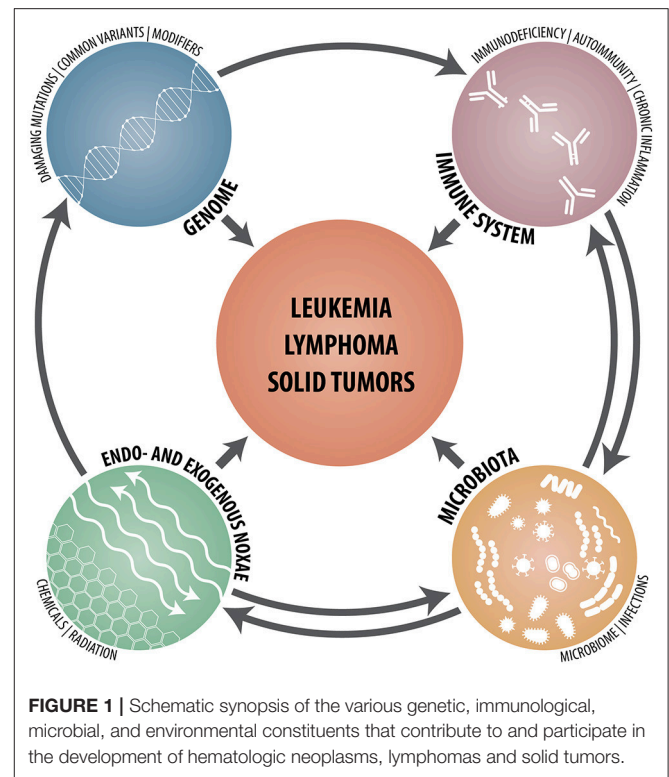 DAMAGING MUTATIONS | COMMON VARIANTS | MODIFIERS
GENOME
IMMUNODEFICIENCY | AUTOIMMUNITY | CHRONIC INFLAMMATION
IMMUNE SYSTEM
LEUKEMIA
LYMPHOMA
SOLID TUMORS
ENDO- AND EXOGENOUS NOXAE
CHEMICALS | RADIATION
MICROBIOTA
MICROBIOME | INFECTIONS
FIGURE 1 | Schematic synopsis of the various genetic, immunological,
microbial, and environmental constituents that contribute to and participate in
the development of hematologic neoplasms, lymphomas and solid tumors.